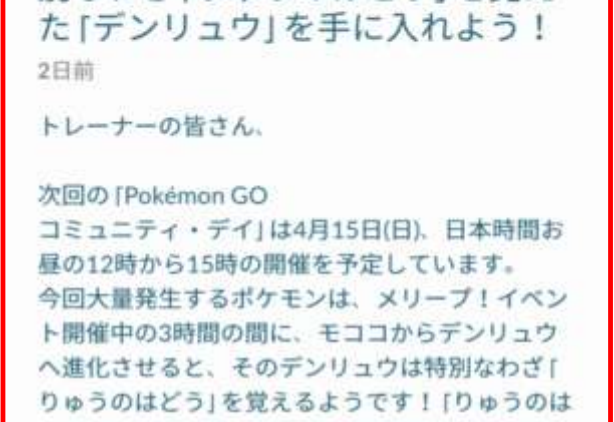 た「デンリュウ」を手に入れよう！
2日前
トレーナーの皆さん、
次回の「Pokémon GO
コミュニティ・デイ」は4月15日(日)、日本時間お
昼の12時から15時の開催を予定しています。
今回大量発生するポケモンは、メリープ！イベン
ト開催中の3時間の間に、モココからデンリュウ
へ進化させると、そのデンリュウは特別なわざ「
りゅうのはどう」を覚えるようです！「りゅうのは